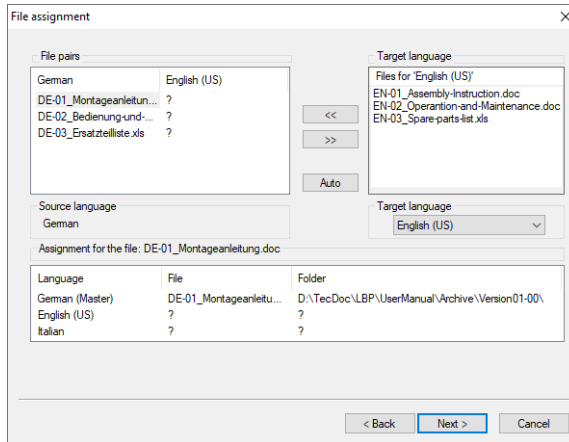 File assignment
File pairs
German English (US)
DE-01_Montageanleitun... ?
DE-02_Bedienung-und-... ?
DE-03_Ersatzteilliste.xls ?
<<
>>
Auto
Target language
Files for 'English (US)'
EN-01_Assembly-Instruction.doc
EN-02_Operantion-and-Maintenance.doc
EN-03_Spare-parts-list.xls
Source language
German
Target language
English (US)
Assignment for the file: DE-01_Montageanleitung.doc
Language File Folder
German (Master) DE-01_Montageanleitu... D:\TecDoc\LBP\UserManual\Archive\Version01-00\
English (US) ? ?
Italian ? ?
< Back Next > Cancel